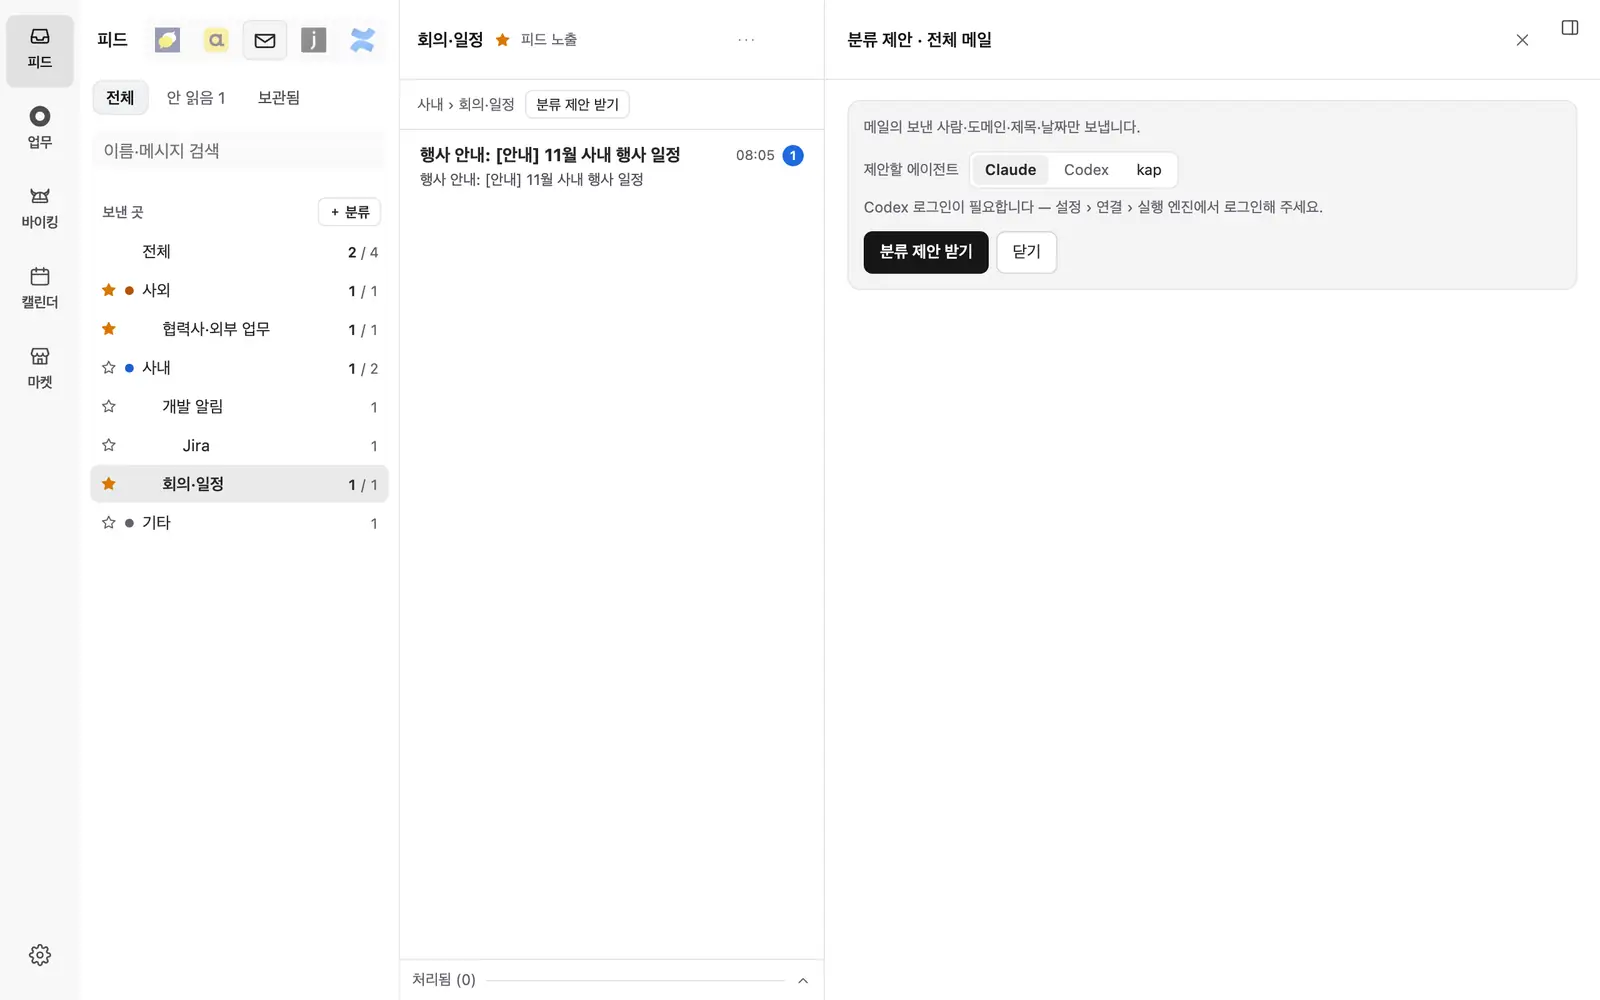 피드
업무
바이킹
캘린더
마켓
피드
전체 안 읽음 1 보관됨
이름·메시지 검색
보낸 곳 + 분류
전체 2 / 4
사외 1 / 1
협력사·외부 업무 1 / 1
사내 1 / 2
개발 알림 1
Jira 1
회의·일정 1 / 1
기타 1
회의·일정 피드 노출 ···
사내 › 회의·일정 분류 제안 받기
행사 안내: [안내] 11월 사내 행사 일정 08:05 1
행사 안내: [안내] 11월 사내 행사 일정
처리됨 (0)
분류 제안 · 전체 메일
메일의 보낸 사람·도메인·제목·날짜만 보냅니다.
제안할 에이전트 Claude Codex kap
Codex 로그인이 필요합니다 — 설정 › 연결 › 실행 엔진에서 로그인해 주세요.
분류 제안 받기 닫기